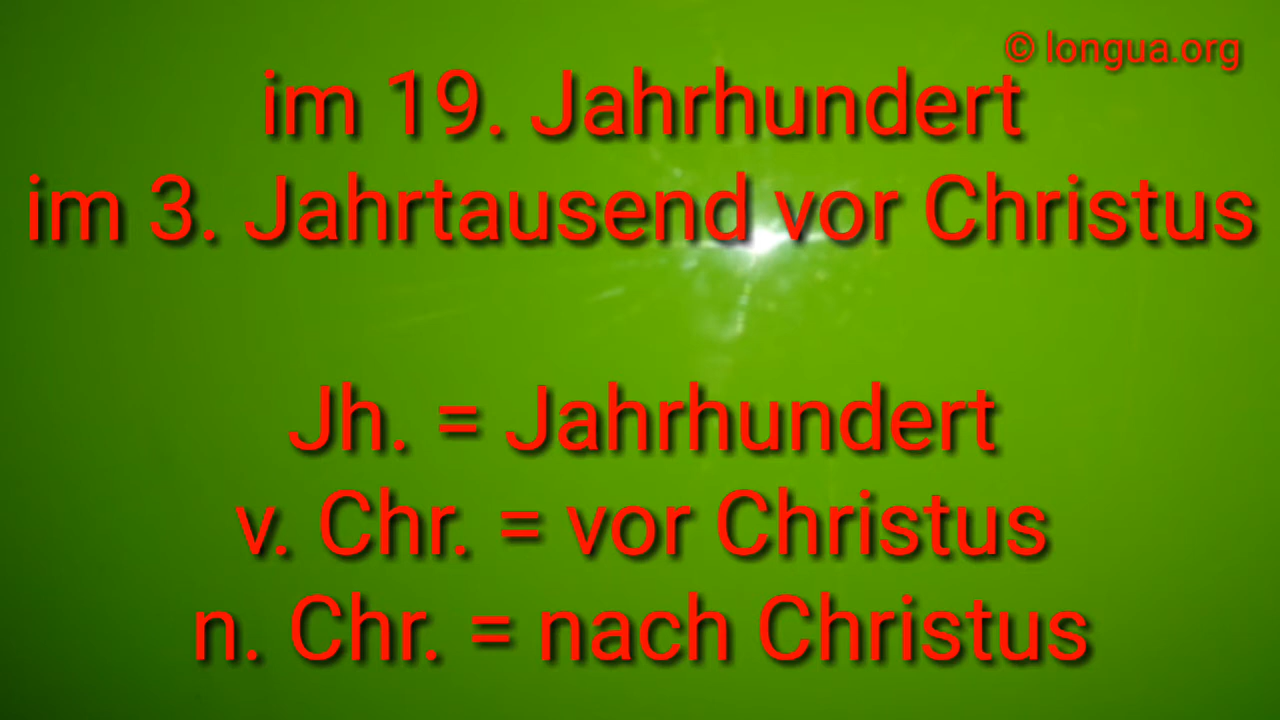 © longua.org
im 19. Jahrhundert
im 3. Jahrtausend vor Christus
Jh. = Jahrhundert
v. Chr. = vor Christus
n. Chr. = nach Christus